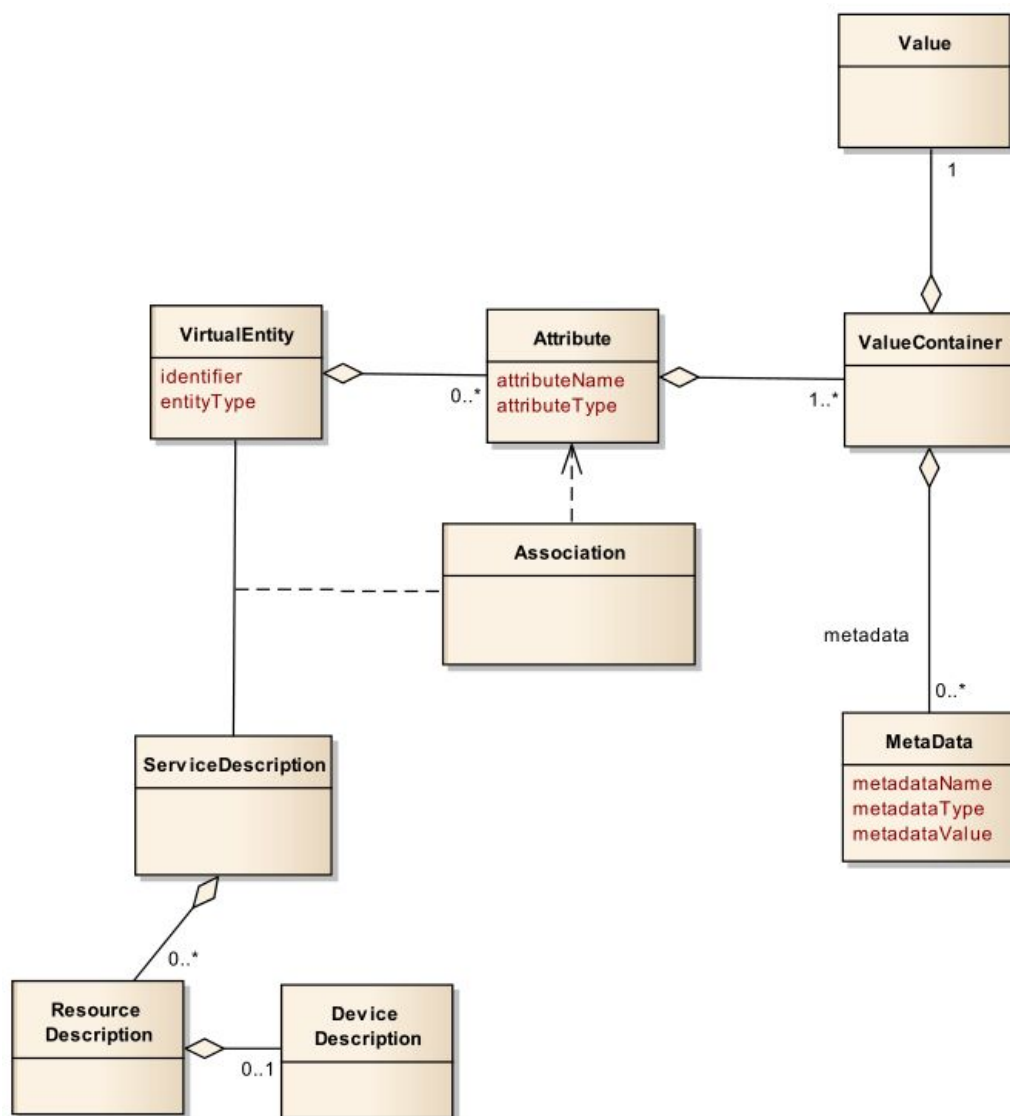 Value
1
VirtualEntity
identifier
entityType
0..*
Attribute
attributeName
attributeType
1..*
ValueContainer
Association
metadata
0..*
MetaData
metadataName
metadataType
metadataValue
ServiceDescription
0..*
Resource
Description
0..1
Device
Description